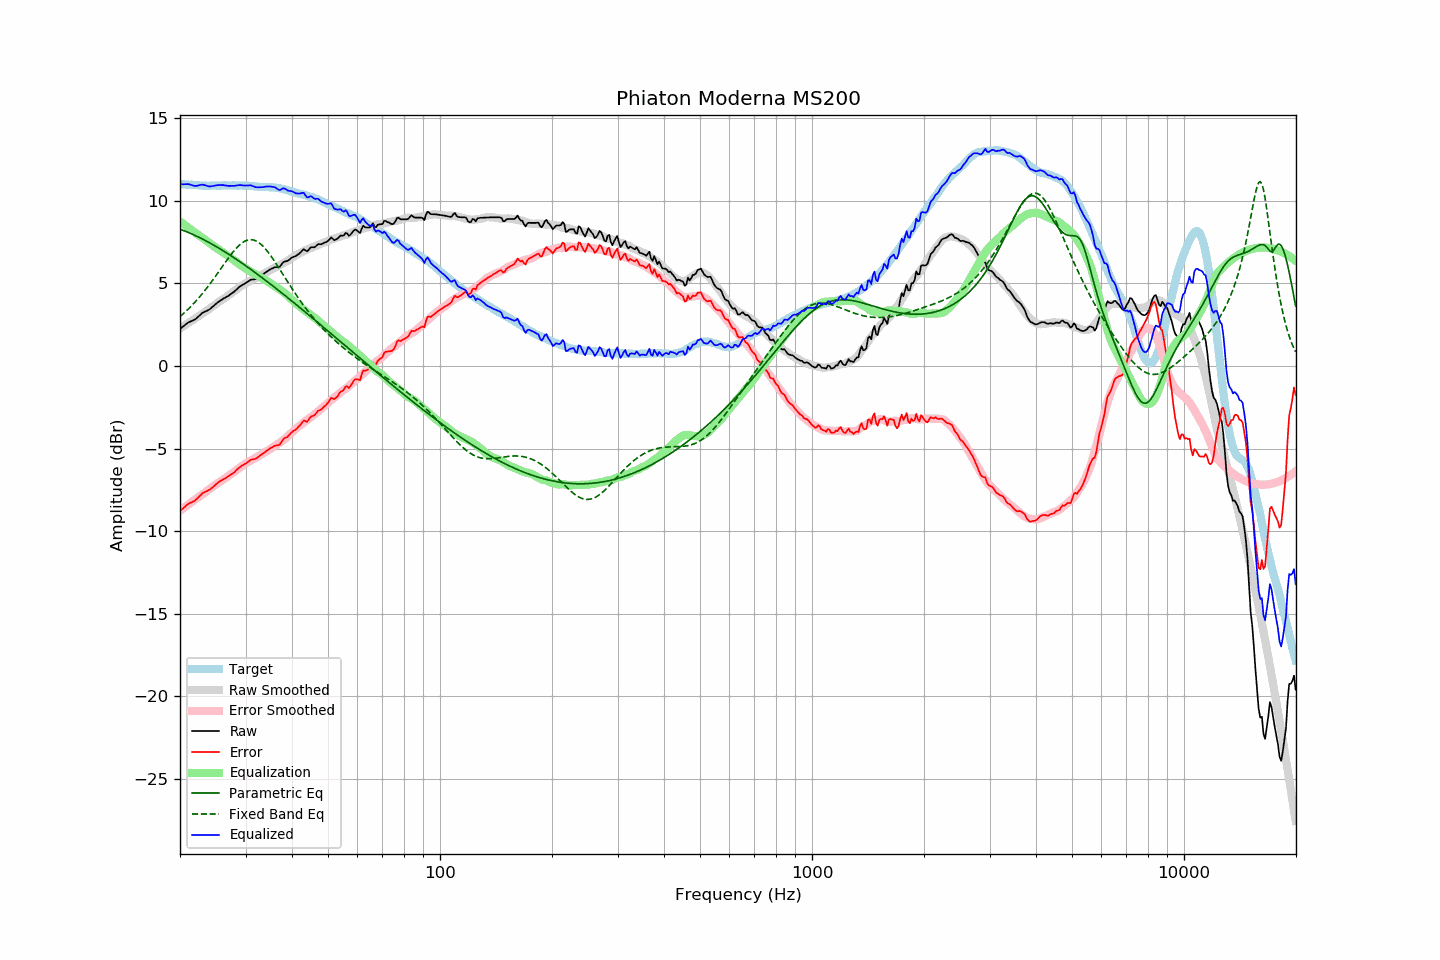 Phiaton Moderna MS200
15
10
5
0
−5
−10
−15
−20
−25
Amplitude (dBr)
Target
Raw Smoothed
Error Smoothed
Raw
Error
Equalization
Parametric Eq
Fixed Band Eq
Equalized
100 1000 10000
Frequency (Hz)